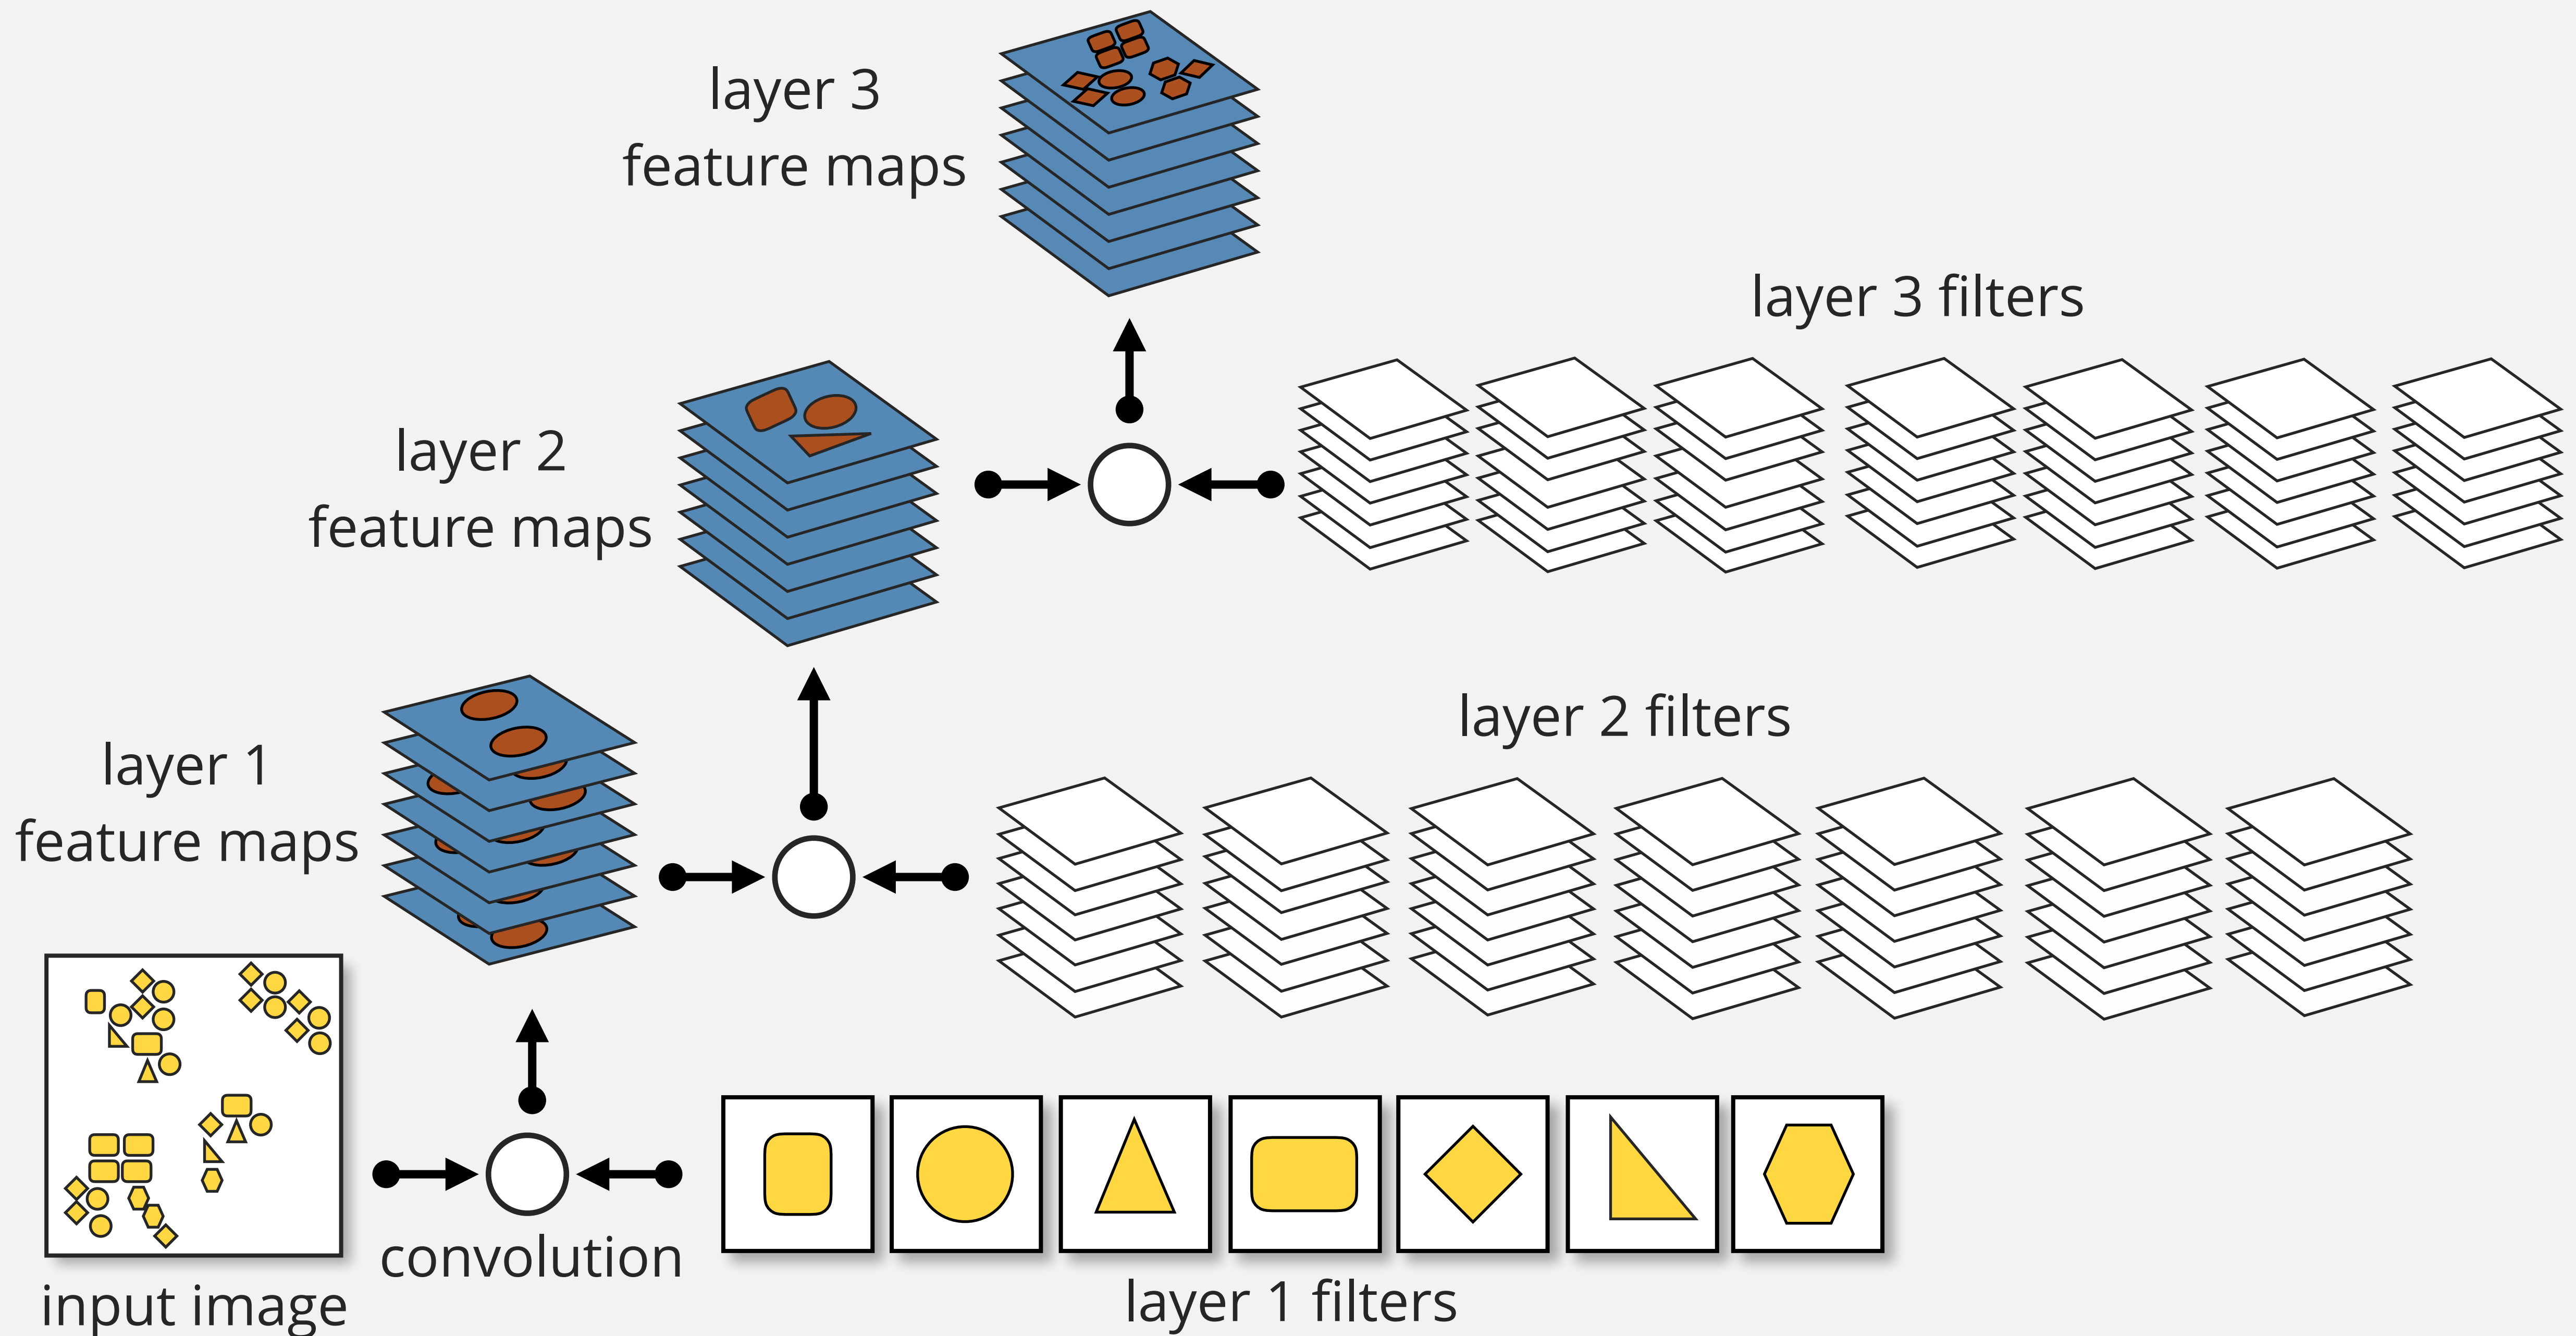 layer 3
feature maps
layer 3 filters
layer 2
feature maps
layer 2 filters
layer 1
feature maps
convolution
input image
layer 1 filters